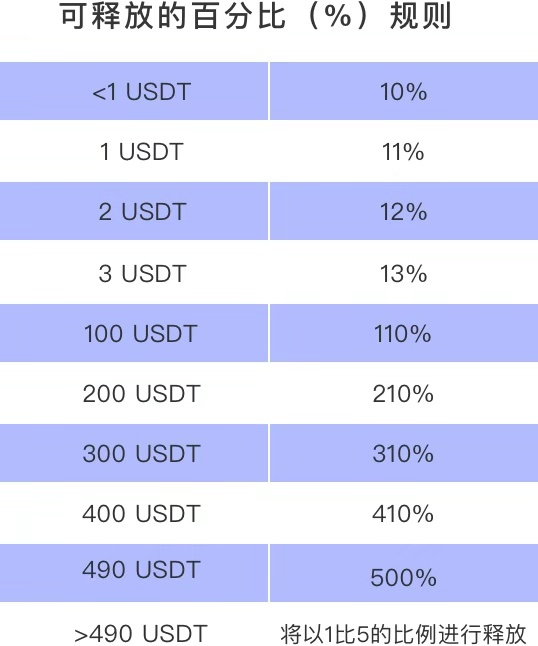 可释放的百分比（%）规则
<1 USDT 10%
1 USDT 11%
2 USDT 12%
3 USDT 13%
100 USDT 110%
200 USDT 210%
300 USDT 310%
400 USDT 410%
490 USDT 500%
>490 USDT 将以1比5的比例进行释放